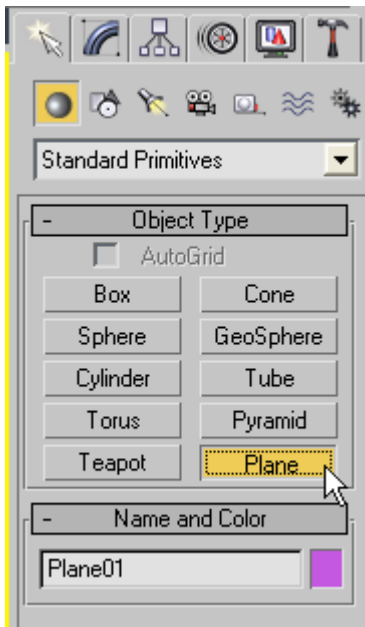 Standard Primitives
- Object Type
AutoGrid
Box Cone
Sphere GeoSphere
Cylinder Tube
Torus Pyramid
Teapot Plane
- Name and Color
Plane01